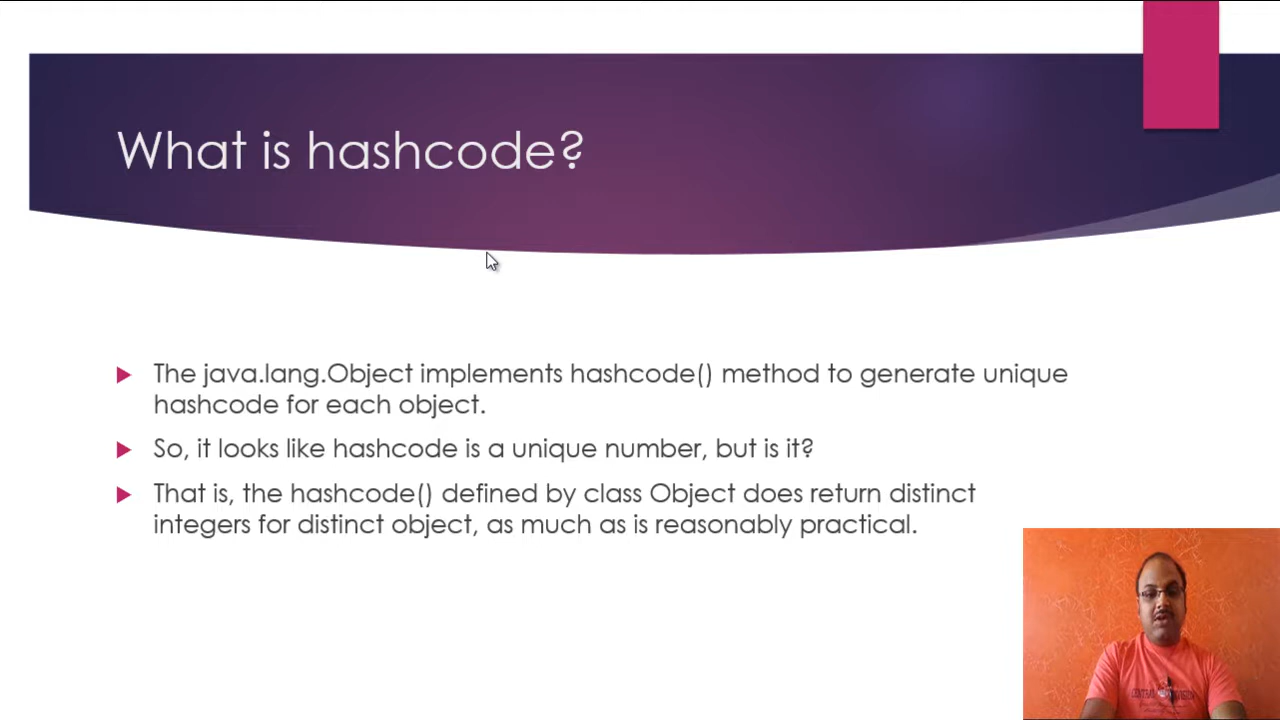 What is hashcode?
The java.lang.Object implements hashcode() method to generate unique
hashcode for each object.
So, it looks like hashcode is a unique number, but is it?
That is, the hashcode() defined by class Object does return distinct
integers for distinct object, as much as is reasonably practical.
CENTRAL